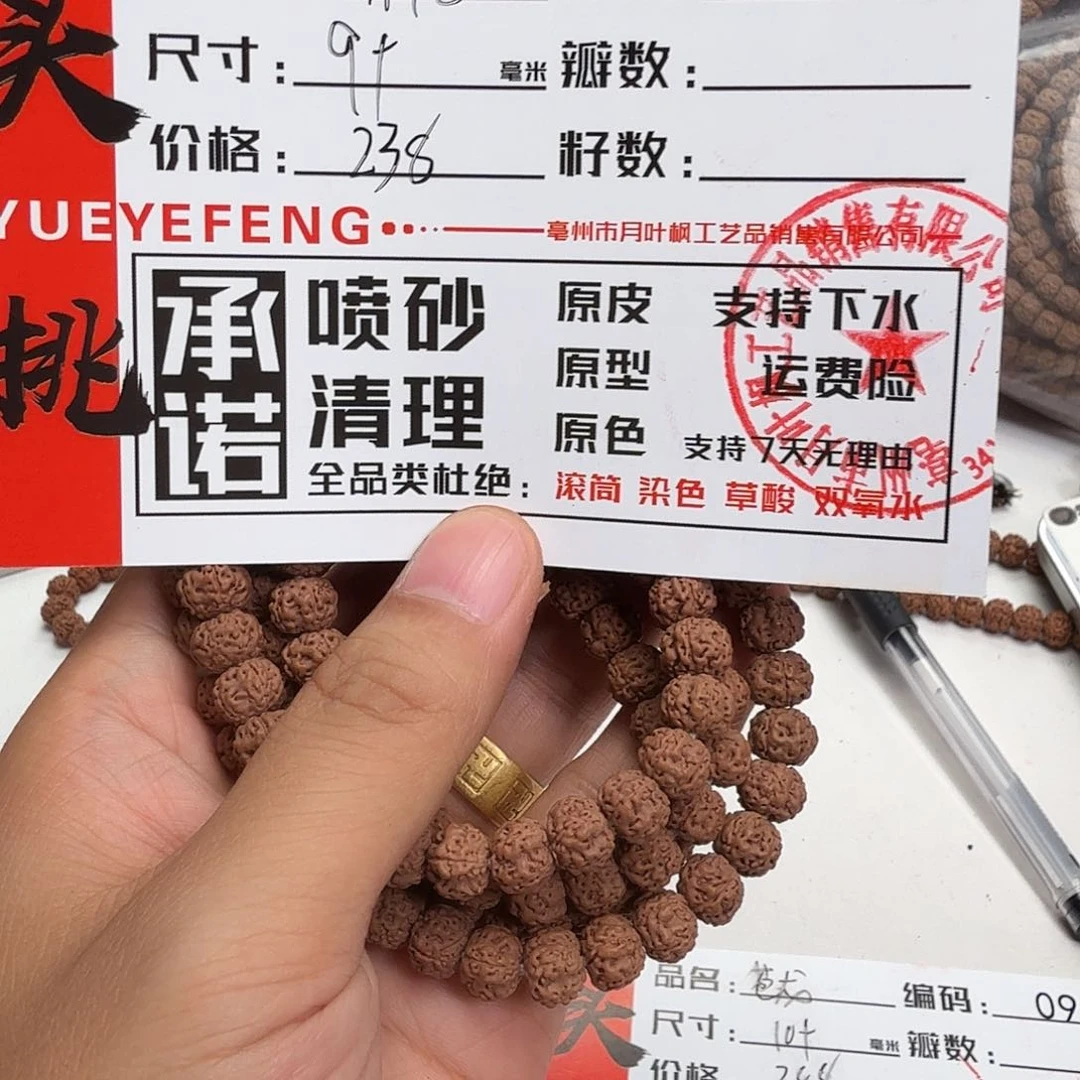 头
尺寸：9+毫米 瓣数：
价格：238 籽数：
YUEYEFENG
亳州市月叶枫工艺品销售有限公司
挑
承诺
喷砂清理
原皮 支持下水
原型 运费险
原色 支持7天无理由
全品类杜绝：滚筒 染色 草酸 双氧水
品名： 编码：09
尺寸：10+毫米 瓣数：
头
价格